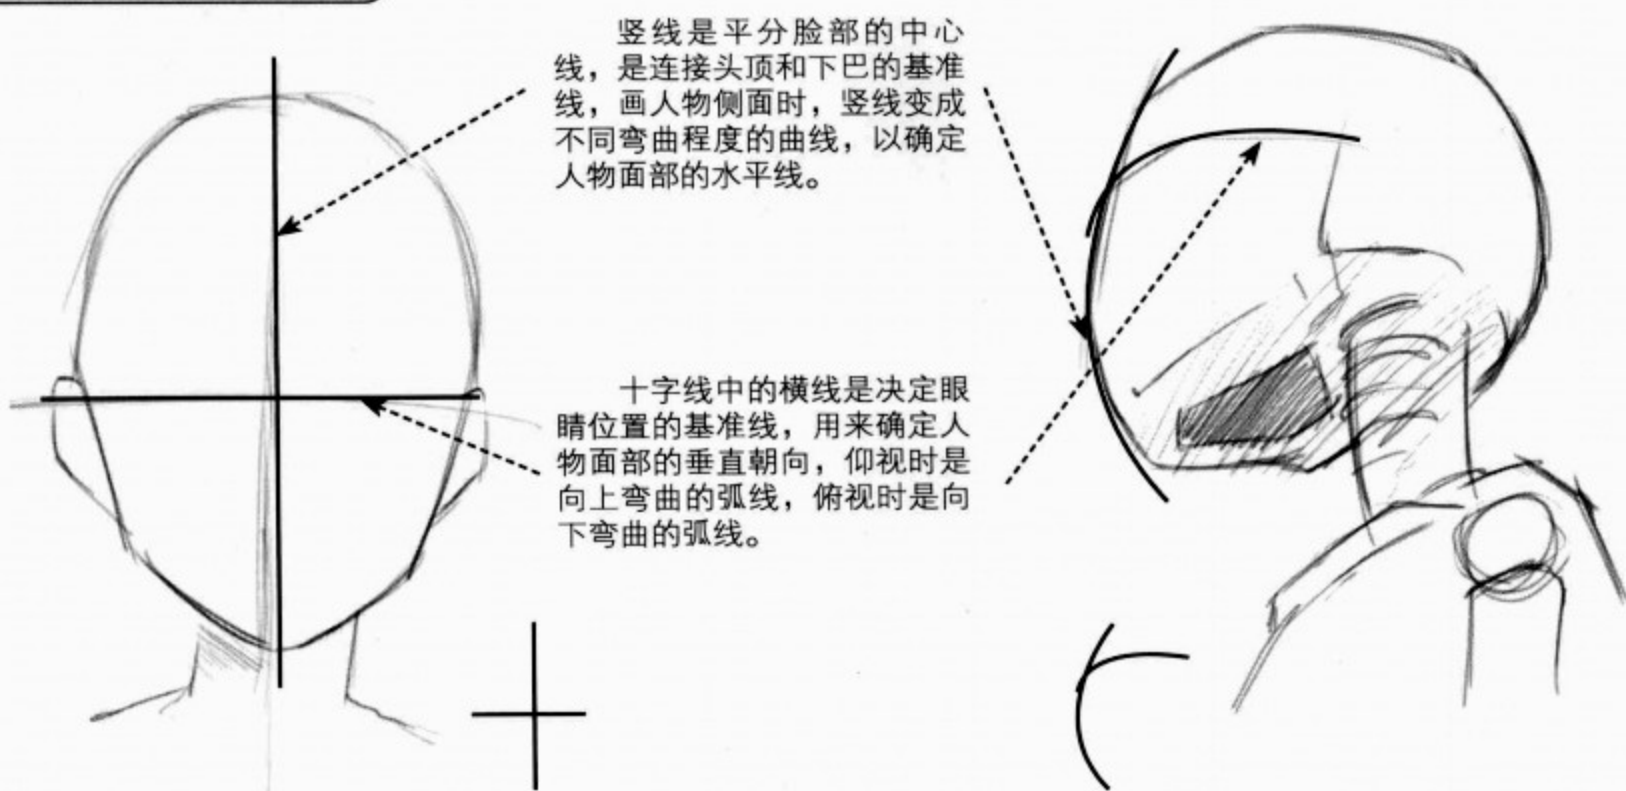 竖线是平分脸部的中心
线，是连接头顶和下巴的基准
线，画人物侧面时，竖线变成
不同弯曲程度的曲线，以确定
人物面部的水平线。
十字线中的横线是决定眼
睛位置的基准线，用来确定人
物面部的垂直朝向，仰视时是
向上弯曲的弧线，俯视时是向
下弯曲的弧线。